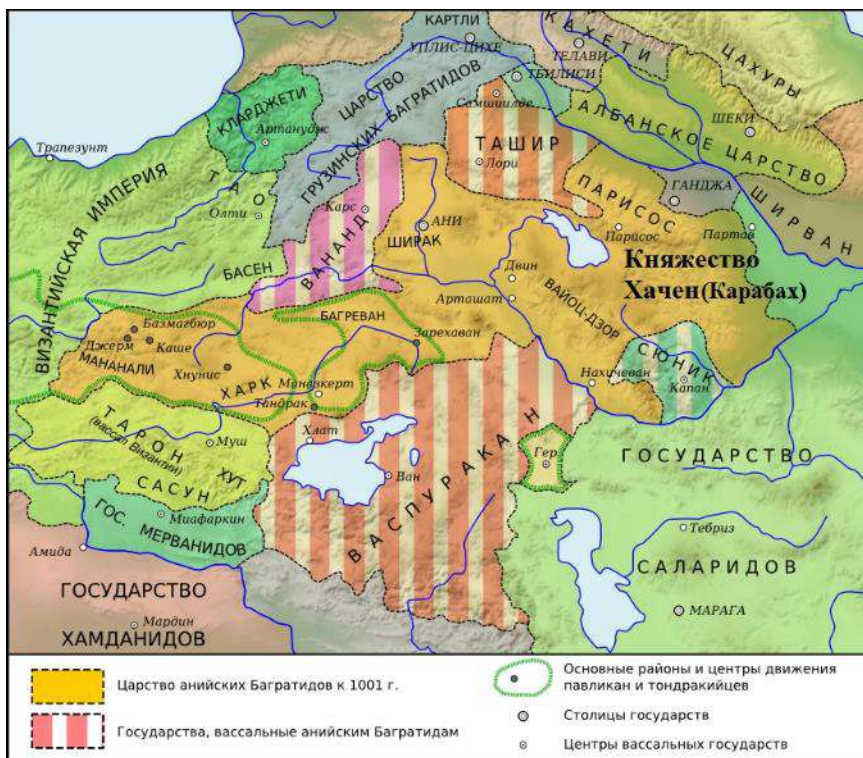 КАРТЛИ
УПЛИС-ЦИХЕ
КАХЕТИ
ТЕЛАВИ
ТБИЛИСИ
ЦАХУРЫ
ЦАРСТВО
ГРУЗИНСКИХ БАГРАТИДОВ
КЛАРДЖЕТИ
Артанудж
Самшвилде
АЛБАНСКОЕ ЦАРСТВО
ШЕКИ
Трапезунт
ТАШИР
Лори
ВИЗАНТИЙСКАЯ ИМПЕРИЯ
ТАО
Олти
Карс
ВАНАНД
АНИ
ШИРАК
ПАРИСОС
ГАНДЖА
ШИРВАН
Парисос
Партав
БАСЕН
Двин
Княжество
Хачен(Карабах)
Арташат
ВАЙОЦ-ДЗОР
БАГРЕВАН
Базмагбюр
Джерм
Каше
Зарехаван
МАНАНАЛИ
Хнунис
ХАРК
Маназкерт
Тандрак
Нахичеван
СЮНИК
Капан
ТАРОН
(вассал Византии)
Муш
ХУТ
САСУН
Хлат
Гер
ГОСУДАРСТВО
Ван
ВАСПУРАКАН
ГОС. МЕРВАНИДОВ
Миафаркин
Тебриз
Амида
САЛАРИДОВ
ГОСУДАРСТВО
МАРАГА
Мардин
ХАМДАНИДОВ
Царство анийских Багратидов к 1001 г.
Государства, вассальные анийским Багратидам
Основные районы и центры движения
павликан и тондракийцев
Столицы государств
Центры вассальных государств